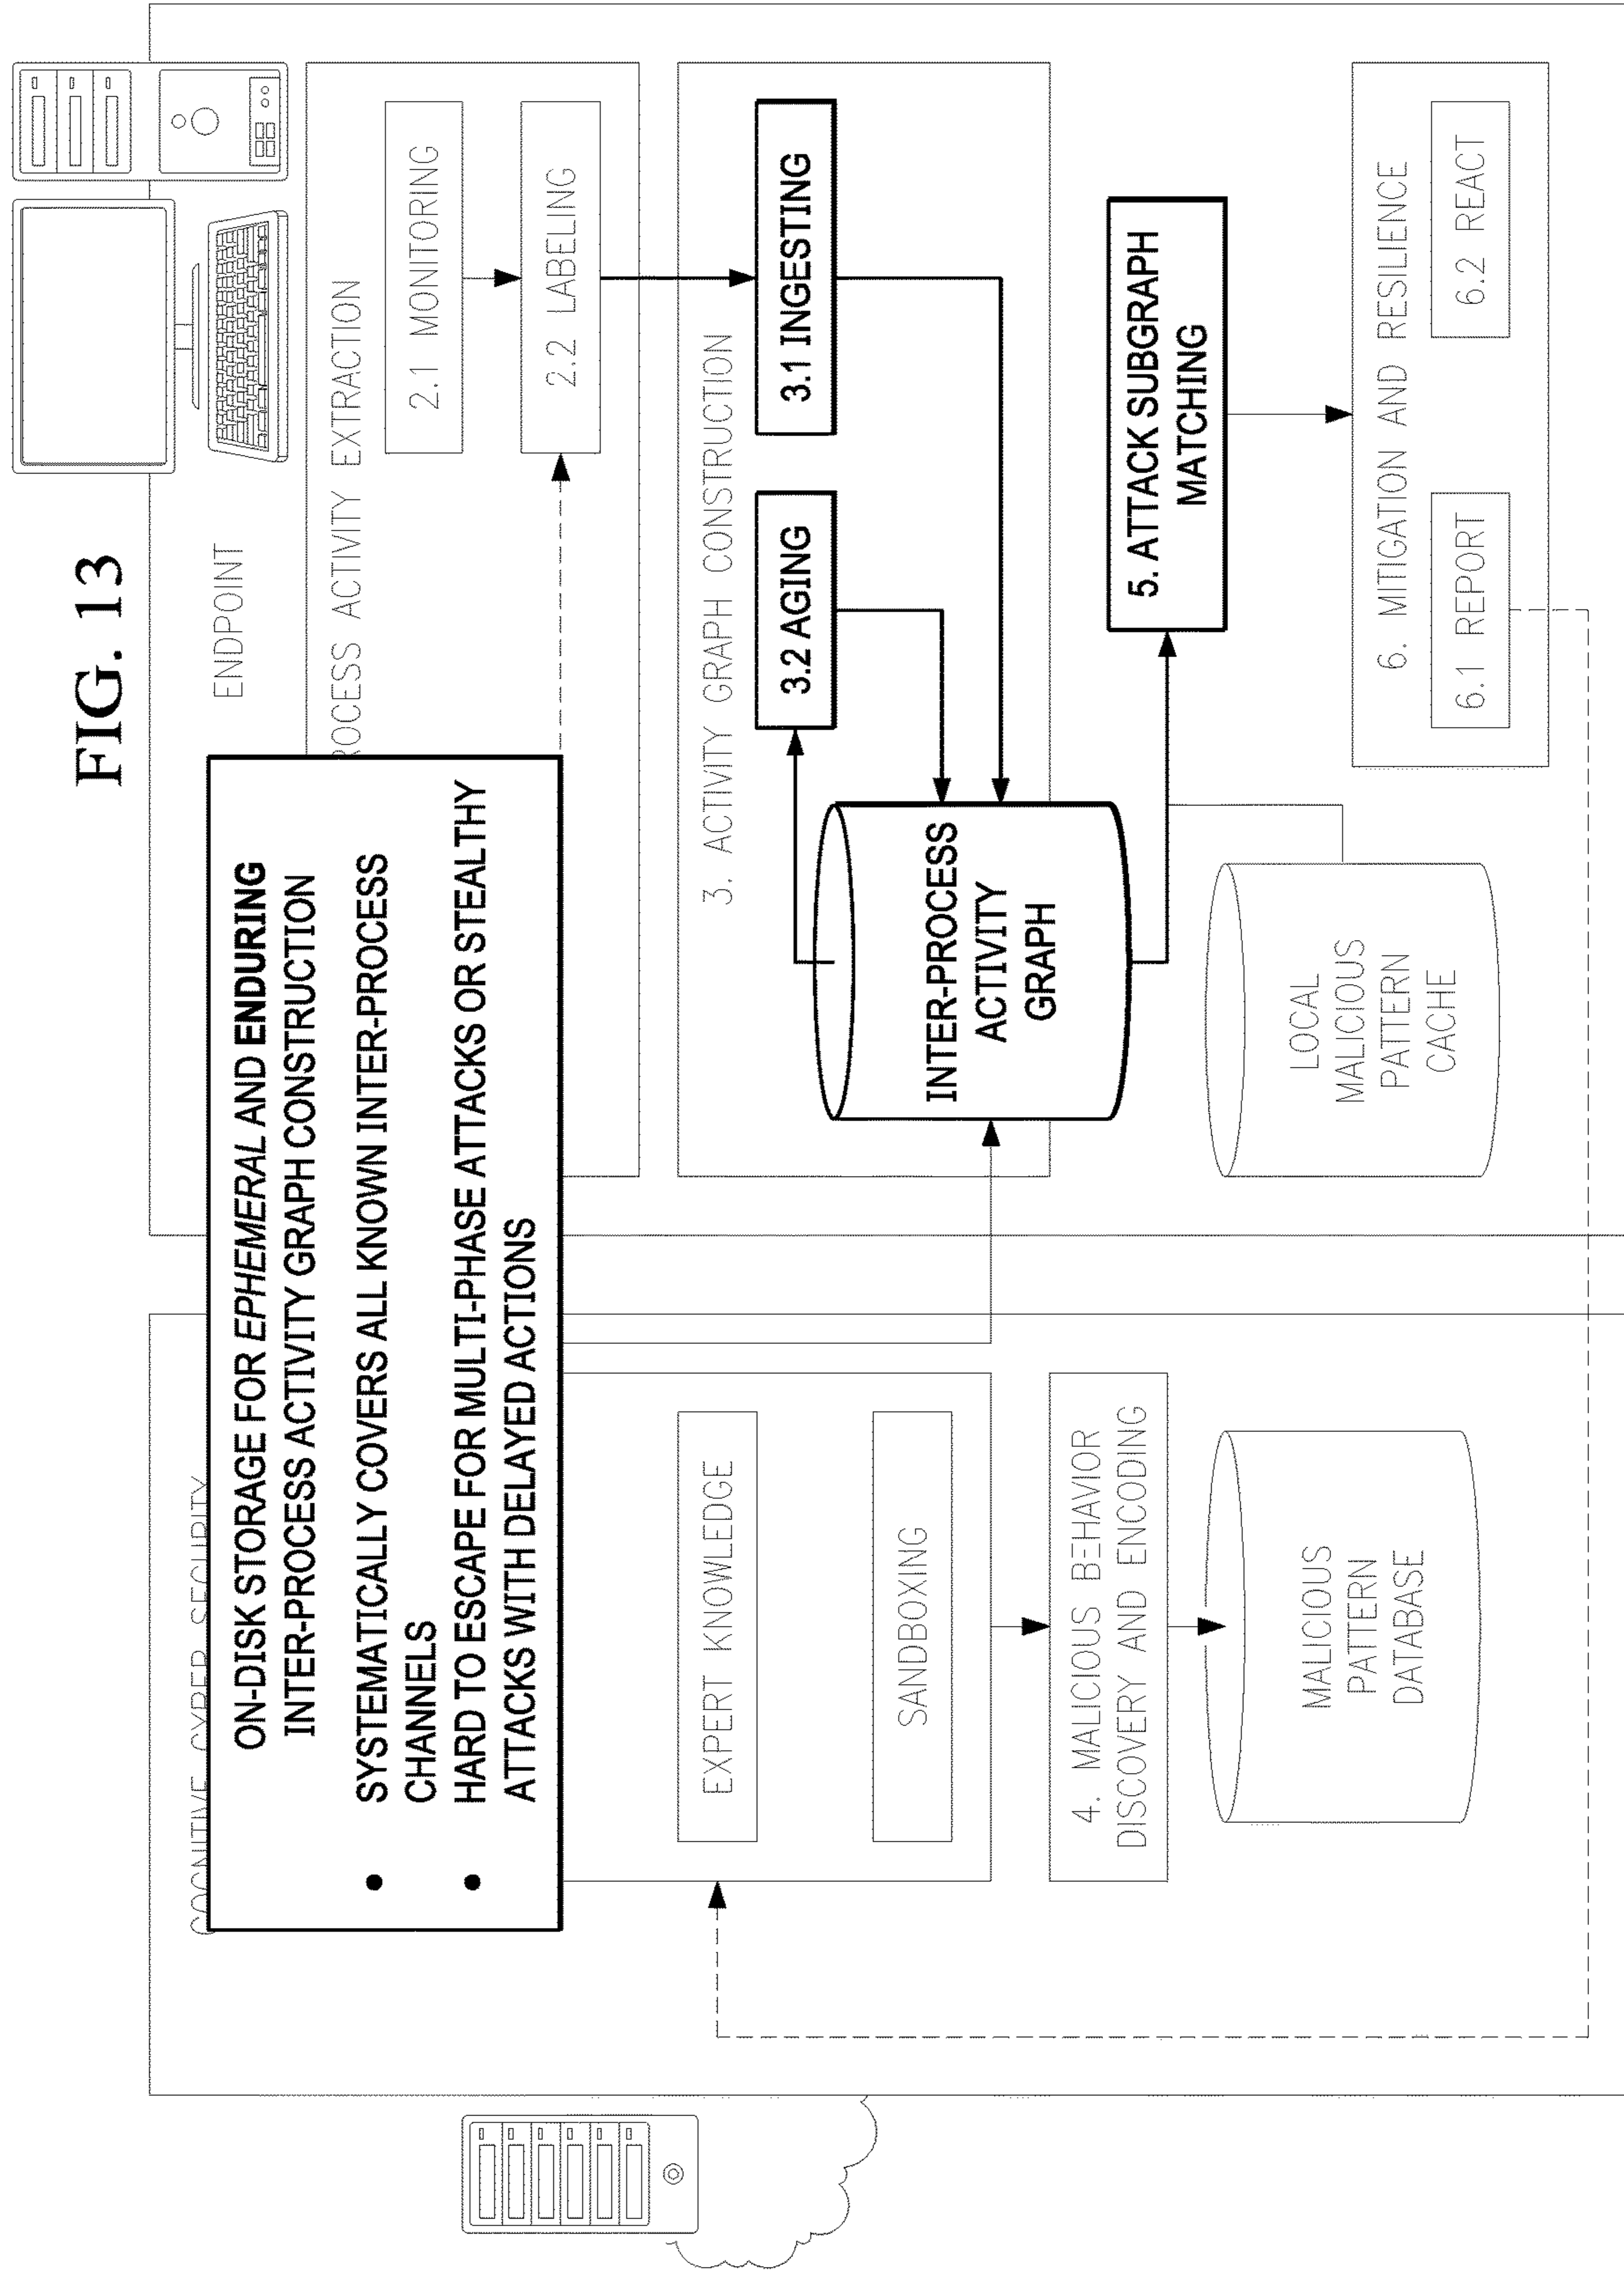 FIG. 13
COGNITIVE CYBER SECURITY
ENDPOINT
ON-DISK STORAGE FOR EPHEMERAL AND ENDURING
INTER-PROCESS ACTIVITY GRAPH CONSTRUCTION
• SYSTEMATICALLY COVERS ALL KNOWN INTER-PROCESS
CHANNELS
• HARD TO ESCAPE FOR MULTI-PHASE ATTACKS OR STEALTHY
ATTACKS WITH DELAYED ACTIONS
ROCESS ACTIVITY EXTRACTION
2.1 MONITORING
2.2 LABELING
EXPERT KNOWLEDGE
SANDBOXING
4. MALICIOUS BEHAVIOR
DISCOVERY AND ENCODING
MALICIOUS
PATTERN
DATABASE
3. ACTIVITY GRAPH CONSTRUCTION
3.2 AGING
3.1 INGESTING
INTER-PROCESS
ACTIVITY
GRAPH
5. ATTACK SUBGRAPH
MATCHING
LOCAL
MALICIOUS
PATTERN
CACHE
6. MITIGATION AND RESILIENCE
6.1 REPORT
6.2 REACT